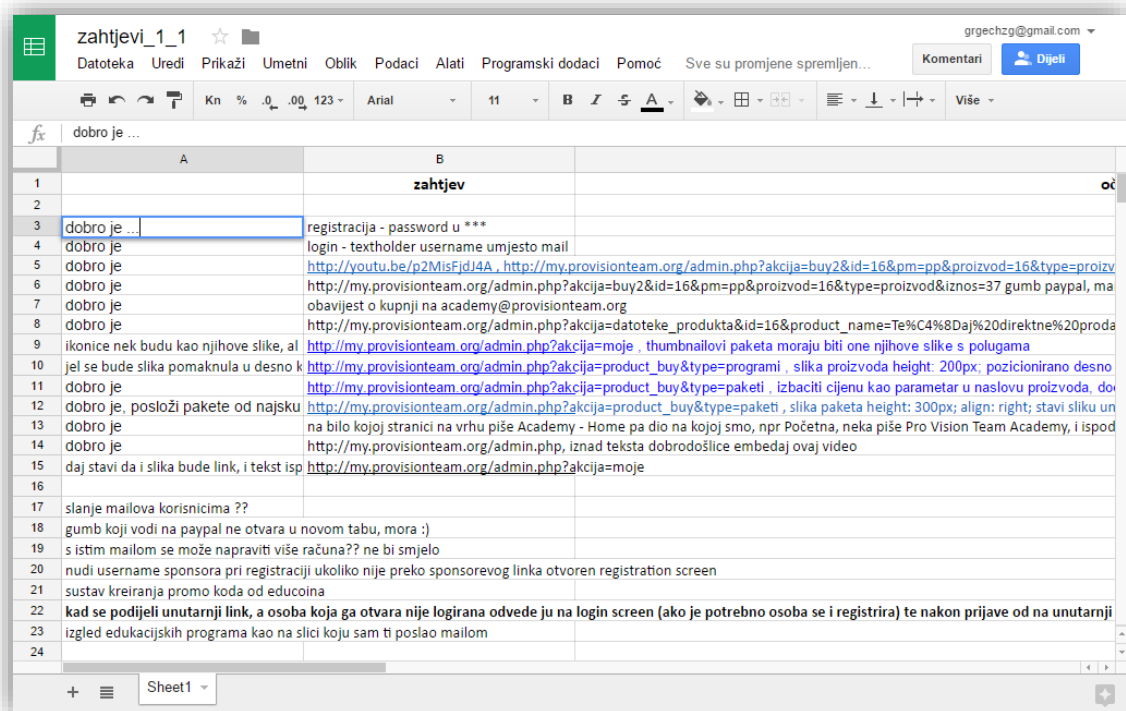 zahtjevi_1_1
grgechzg@gmail.com
Datoteka Uredi Prikaži Umetni Oblik Podaci Alati Programski dodaci Pomoć Sve su promjene spremljen...
Komentari Dijeli
Kn % .0 .00 123 Arial 11 B I S A Više
fx dobro je ...
A B
1 zahtjev oč
2
3 dobro je ... registracija - password u ***
4 dobro je login - textholder username umjesto mail
5 dobro je http://youtu.be/p2MisFjdJ4A , http://my.provisionteam.org/admin.php?akcija=buy2&id=16&pm=pp&proizvod=16&type=proizv
6 dobro je http://my.provisionteam.org/admin.php?akcija=buy2&id=16&pm=pp&proizvod=16&type=proizvod&iznos=37 gumb paypal, ma
7 dobro je obavijest o kupnji na academy@provisionteam.org
8 dobro je http://my.provisionteam.org/admin.php?akcija=datoteke_produkta&id=16&product_name=Te%C4%8Daj%20direktne%20proda
9 ikonice nek budu kao njihove slike, al http://my.provisionteam.org/admin.php?akcija=moje , thumbnailovi paketa moraju biti one njihove slike s polugama
10 jel se bude slika pomaknula u desno k http://my.provisionteam.org/admin.php?akcija=product_buy&type=programi , slika proizvoda height: 200px; pozicionirano desno
11 dobro je http://my.provisionteam.org/admin.php?akcija=product_buy&type=paketi , izbaciti cijenu kao parametar u naslovu proizvoda, do
12 dobro je, posloži pakete od najsku http://my.provisionteam.org/admin.php?akcija=product_buy&type=paketi , slika paketa height: 300px; align: right; stavi sliku un
13 dobro je na bilo kojoj stranici na vrhu piše Academy - Home pa dio na kojoj smo, npr Početna, neka piše Pro Vision Team Academy, i ispod
14 dobro je http://my.provisionteam.org/admin.php, iznad teksta dobrodošlice embedaj ovaj video
15 daj stavi da i slika bude link, i tekst isp http://my.provisionteam.org/admin.php?akcija=moje
16
17 slanje mailova korisnicima ??
18 gumb koji vodi na paypal ne otvara u novom tabu, mora :)
19 s istim mailom se može napraviti više računa?? ne bi smjelo
20 nudi username sponsora pri registraciji ukoliko nije preko sponsorevog linka otvoren registration screen
21 sustav kreiranja promo koda od educoina
22 kad se podijeli unutarnji link, a osoba koja ga otvara nije logirana odvede ju na login screen (ako je potrebno osoba se i registrira) te nakon prijave od na unutarnji
23 izgled edukacijskih programa kao na slici koju sam ti poslao mailom
24
Sheet1